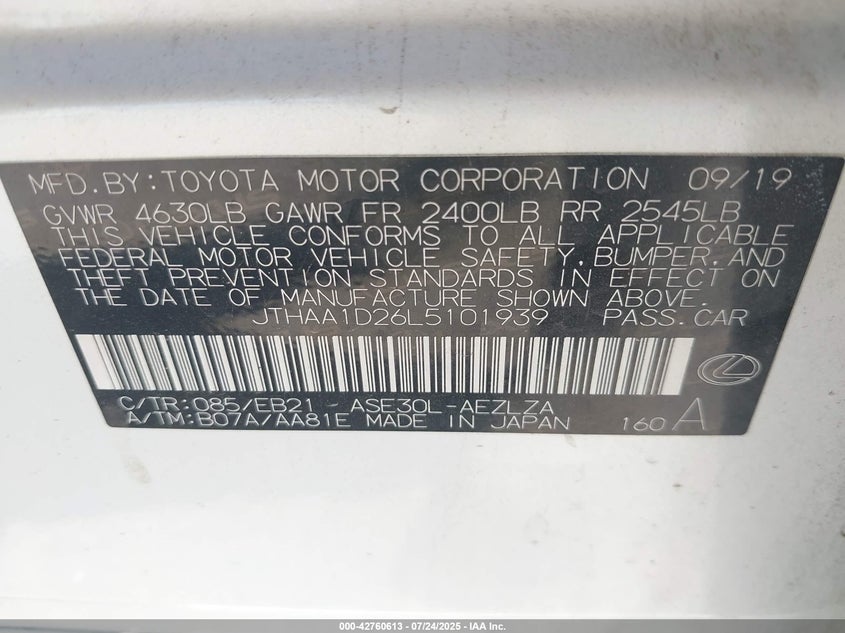 MFD.BY:TOYOTA MOTOR CORPORATION 09/19
GVWR 4630LB GAWR FR 2400LB RR 2545LB
THIS VEHICLE CONFORMS TO ALL APPLICABLE
FEDERAL MOTOR VEHICLE SAFETY, BUMPER, AND
THEFT PREVENTION STANDARDS IN EFFECT ON
THE DATE OF MANUFACTURE SHOWN ABOVE.
JTHAA1D26L5101939 PASS.CAR
C/TR:085/EB21 ASE30L-AEZLZA
A/TM:B07A/AA81E MADE IN JAPAN 160 A
000-42760613 - 07/24/2025 - IAA Inc.